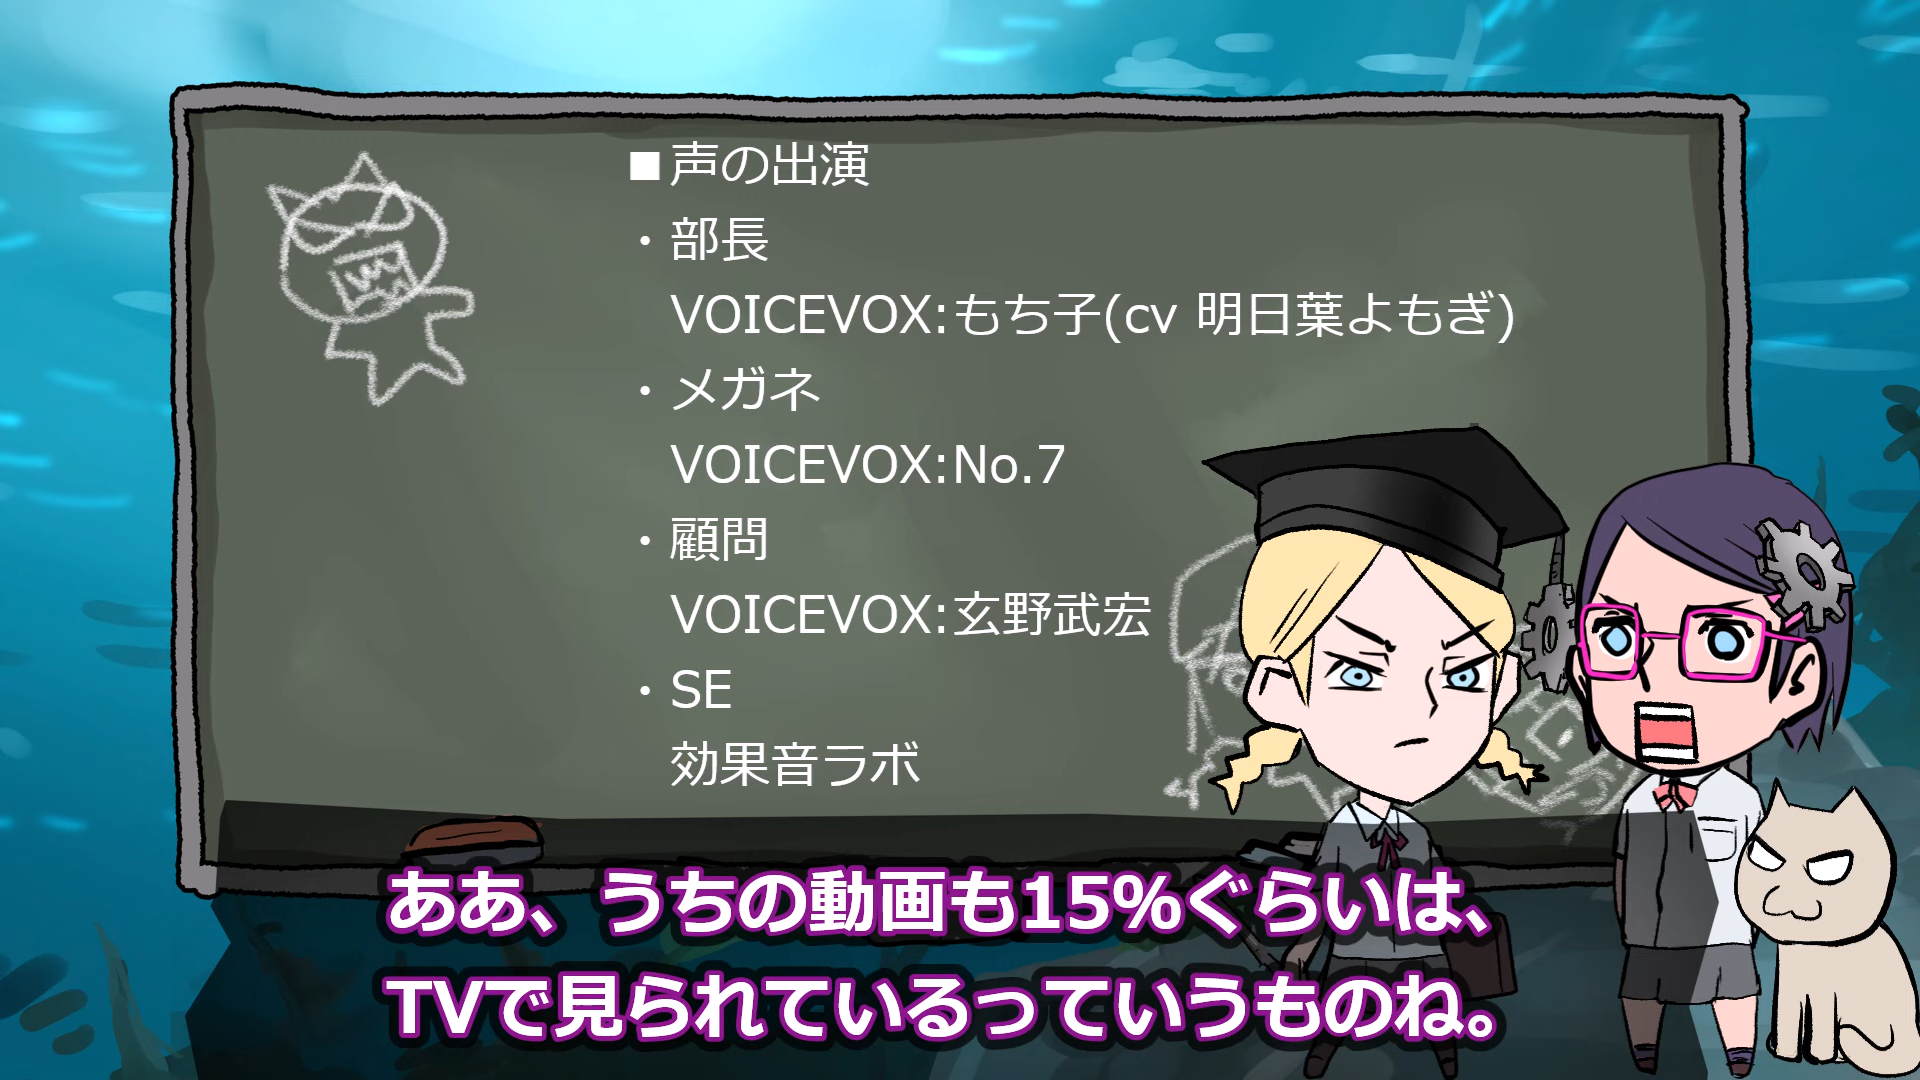 ■声の出演
・部長
VOICEVOX:もち子(cv 明日葉よもぎ)
・メガネ
VOICEVOX:No.7
・顧問
VOICEVOX:玄野武宏
・SE
効果音ラボ
ああ、うちの動画も15%ぐらいは、
TVで見られているっていうものね。